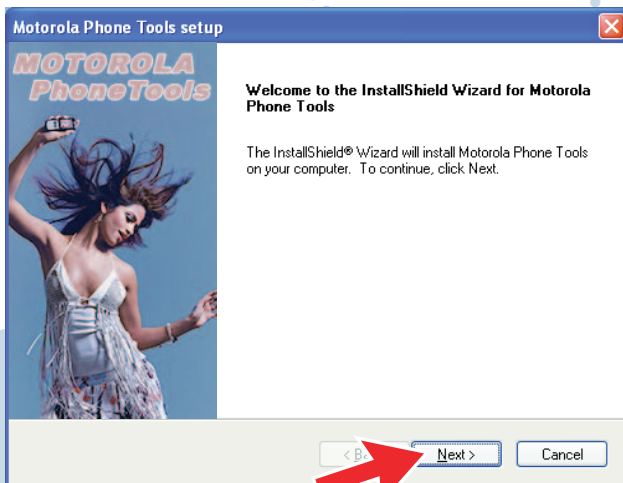 Motorola Phone Tools setup
MOTOROLA
PhoneTools
Welcome to the InstallShield Wizard for Motorola
Phone Tools
The InstallShield® Wizard will install Motorola Phone Tools
on your computer. To continue, click Next.
Next >
Cancel